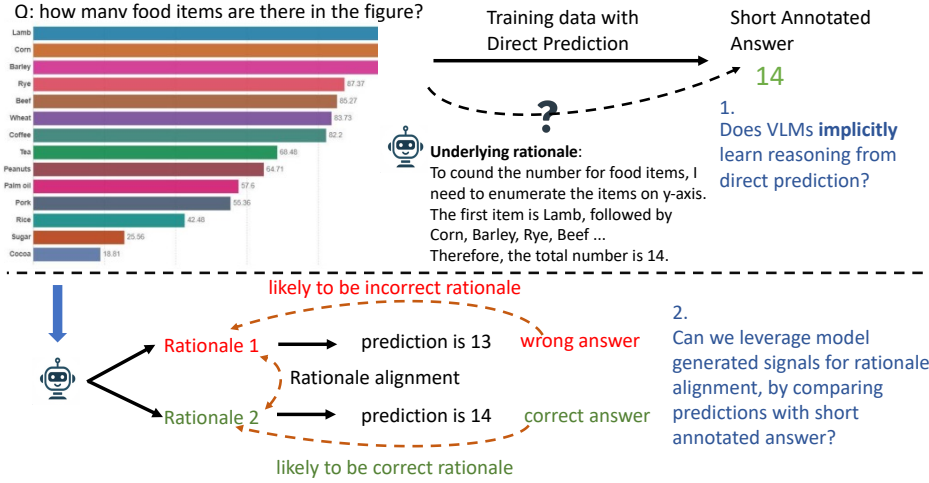 Q: how many food items are there in the figure?
Lamb
Corn
Barley
Rye 87.37
Beef 85.27
Wheat 83.73
Coffee 82.2
Tea 68.48
Peanuts 64.71
Palm oil 57.6
Pork 55.36
Rice 42.48
Sugar 25.56
Cocoa 18.81
Training data with
Direct Prediction
Short Annotated
Answer
14
?
Underlying rationale:
To cound the number for food items, I
need to enumerate the items on y-axis.
The first item is Lamb, followed by
Corn, Barley, Rye, Beef ...
Therefore, the total number is 14.
1.
Does VLMs implicitly
learn reasoning from
direct prediction?
likely to be incorrect rationale
Rationale 1 prediction is 13 wrong answer
Rationale alignment
Rationale 2 prediction is 14 correct answer
likely to be correct rationale
2.
Can we leverage model
generated signals for rationale
alignment, by comparing
predictions with short
annotated answer?